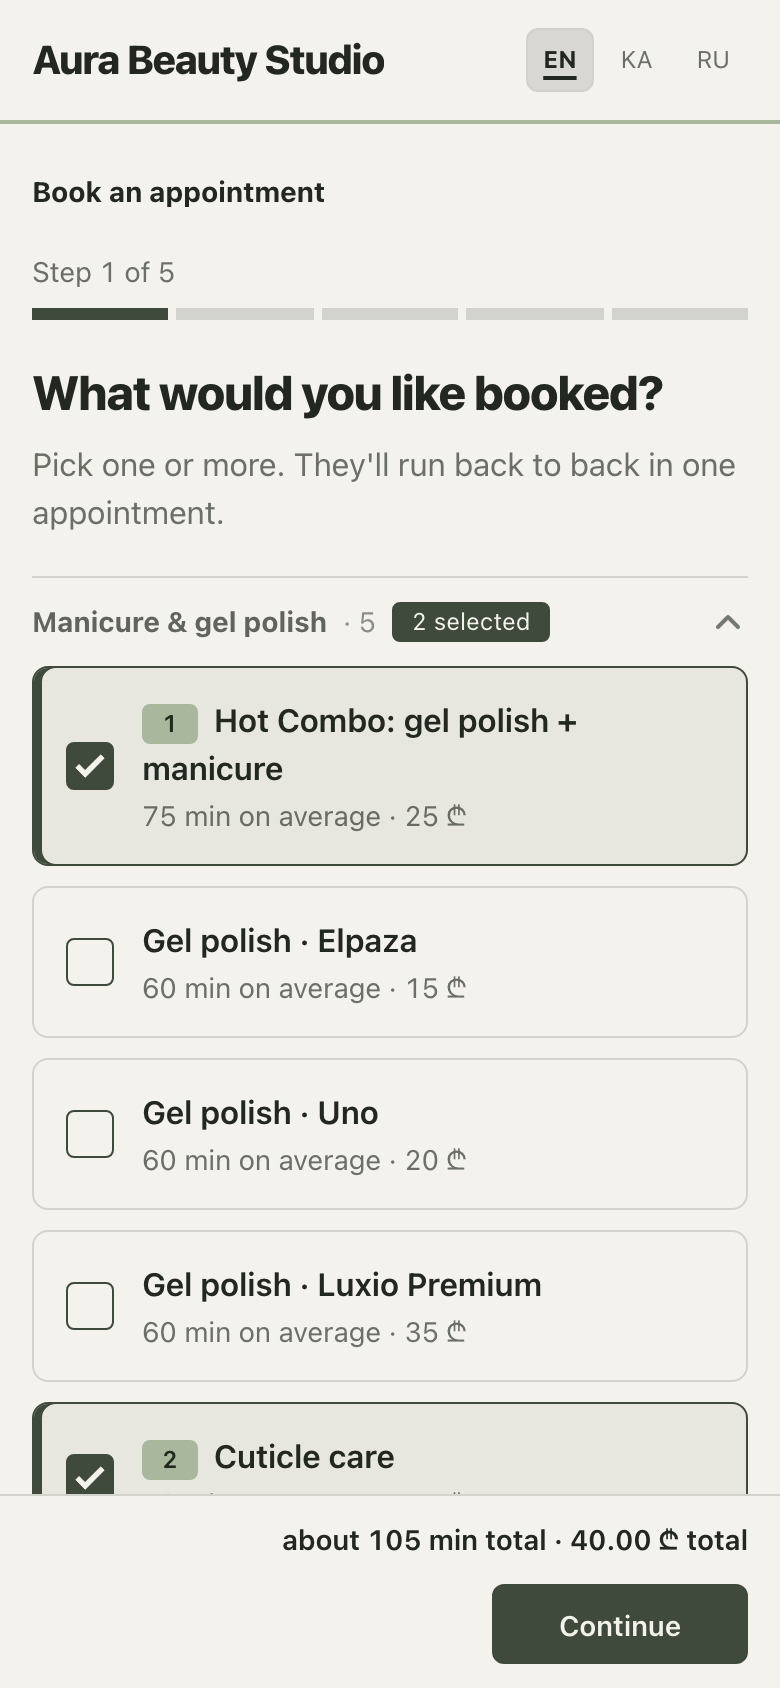 Aura Beauty Studio
EN KA RU
Book an appointment
Step 1 of 5
What would you like booked?
Pick one or more. They'll run back to back in one
appointment.
Manicure & gel polish · 5 2 selected
1 Hot Combo: gel polish +
manicure
75 min on average · 25 ₾
Gel polish · Elpaza
60 min on average · 15 ₾
Gel polish · Uno
60 min on average · 20 ₾
Gel polish · Luxio Premium
60 min on average · 35 ₾
2 Cuticle care
about 105 min total · 40.00 ₾ total
Continue